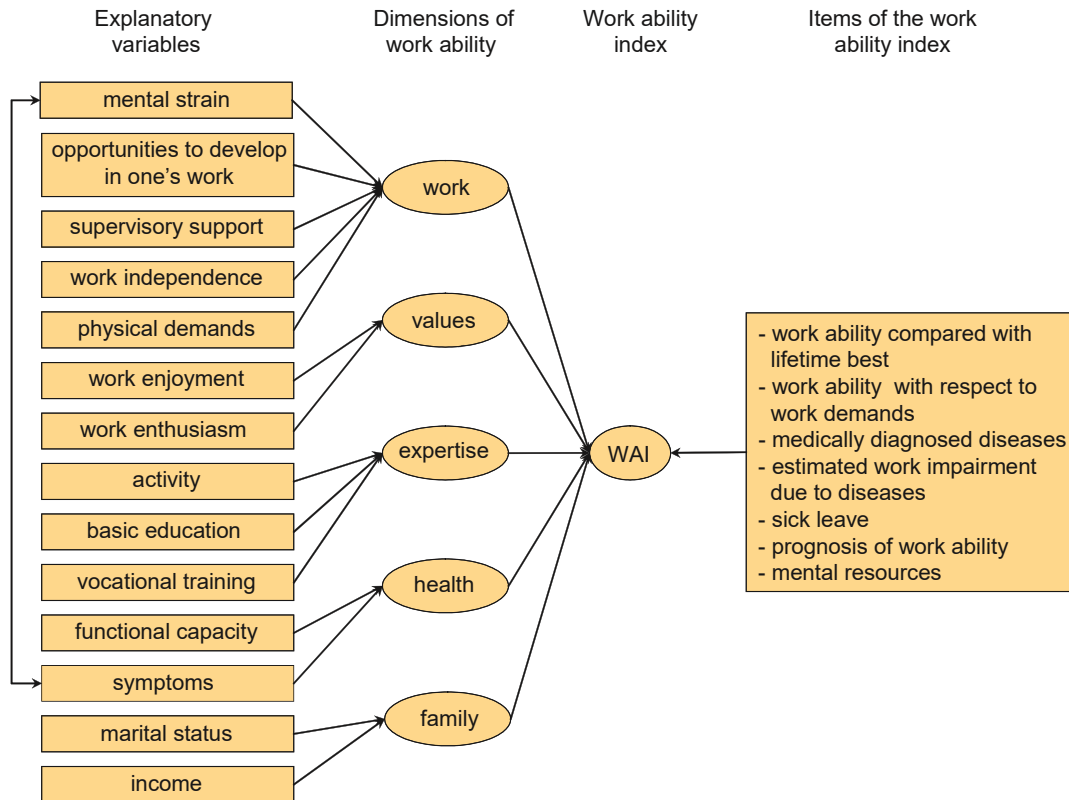 Explanatory
variables
Dimensions of
work ability
Work ability
index
Items of the work
ability index
mental strain
opportunities to develop
in one’s work
supervisory support
work independence
physical demands
work enjoyment
work enthusiasm
activity
basic education
vocational training
functional capacity
symptoms
marital status
income
work
values
expertise
health
family
WAI
- work ability compared with
lifetime best
- work ability with respect to
work demands
- medically diagnosed diseases
- estimated work impairment
due to diseases
- sick leave
- prognosis of work ability
- mental resources